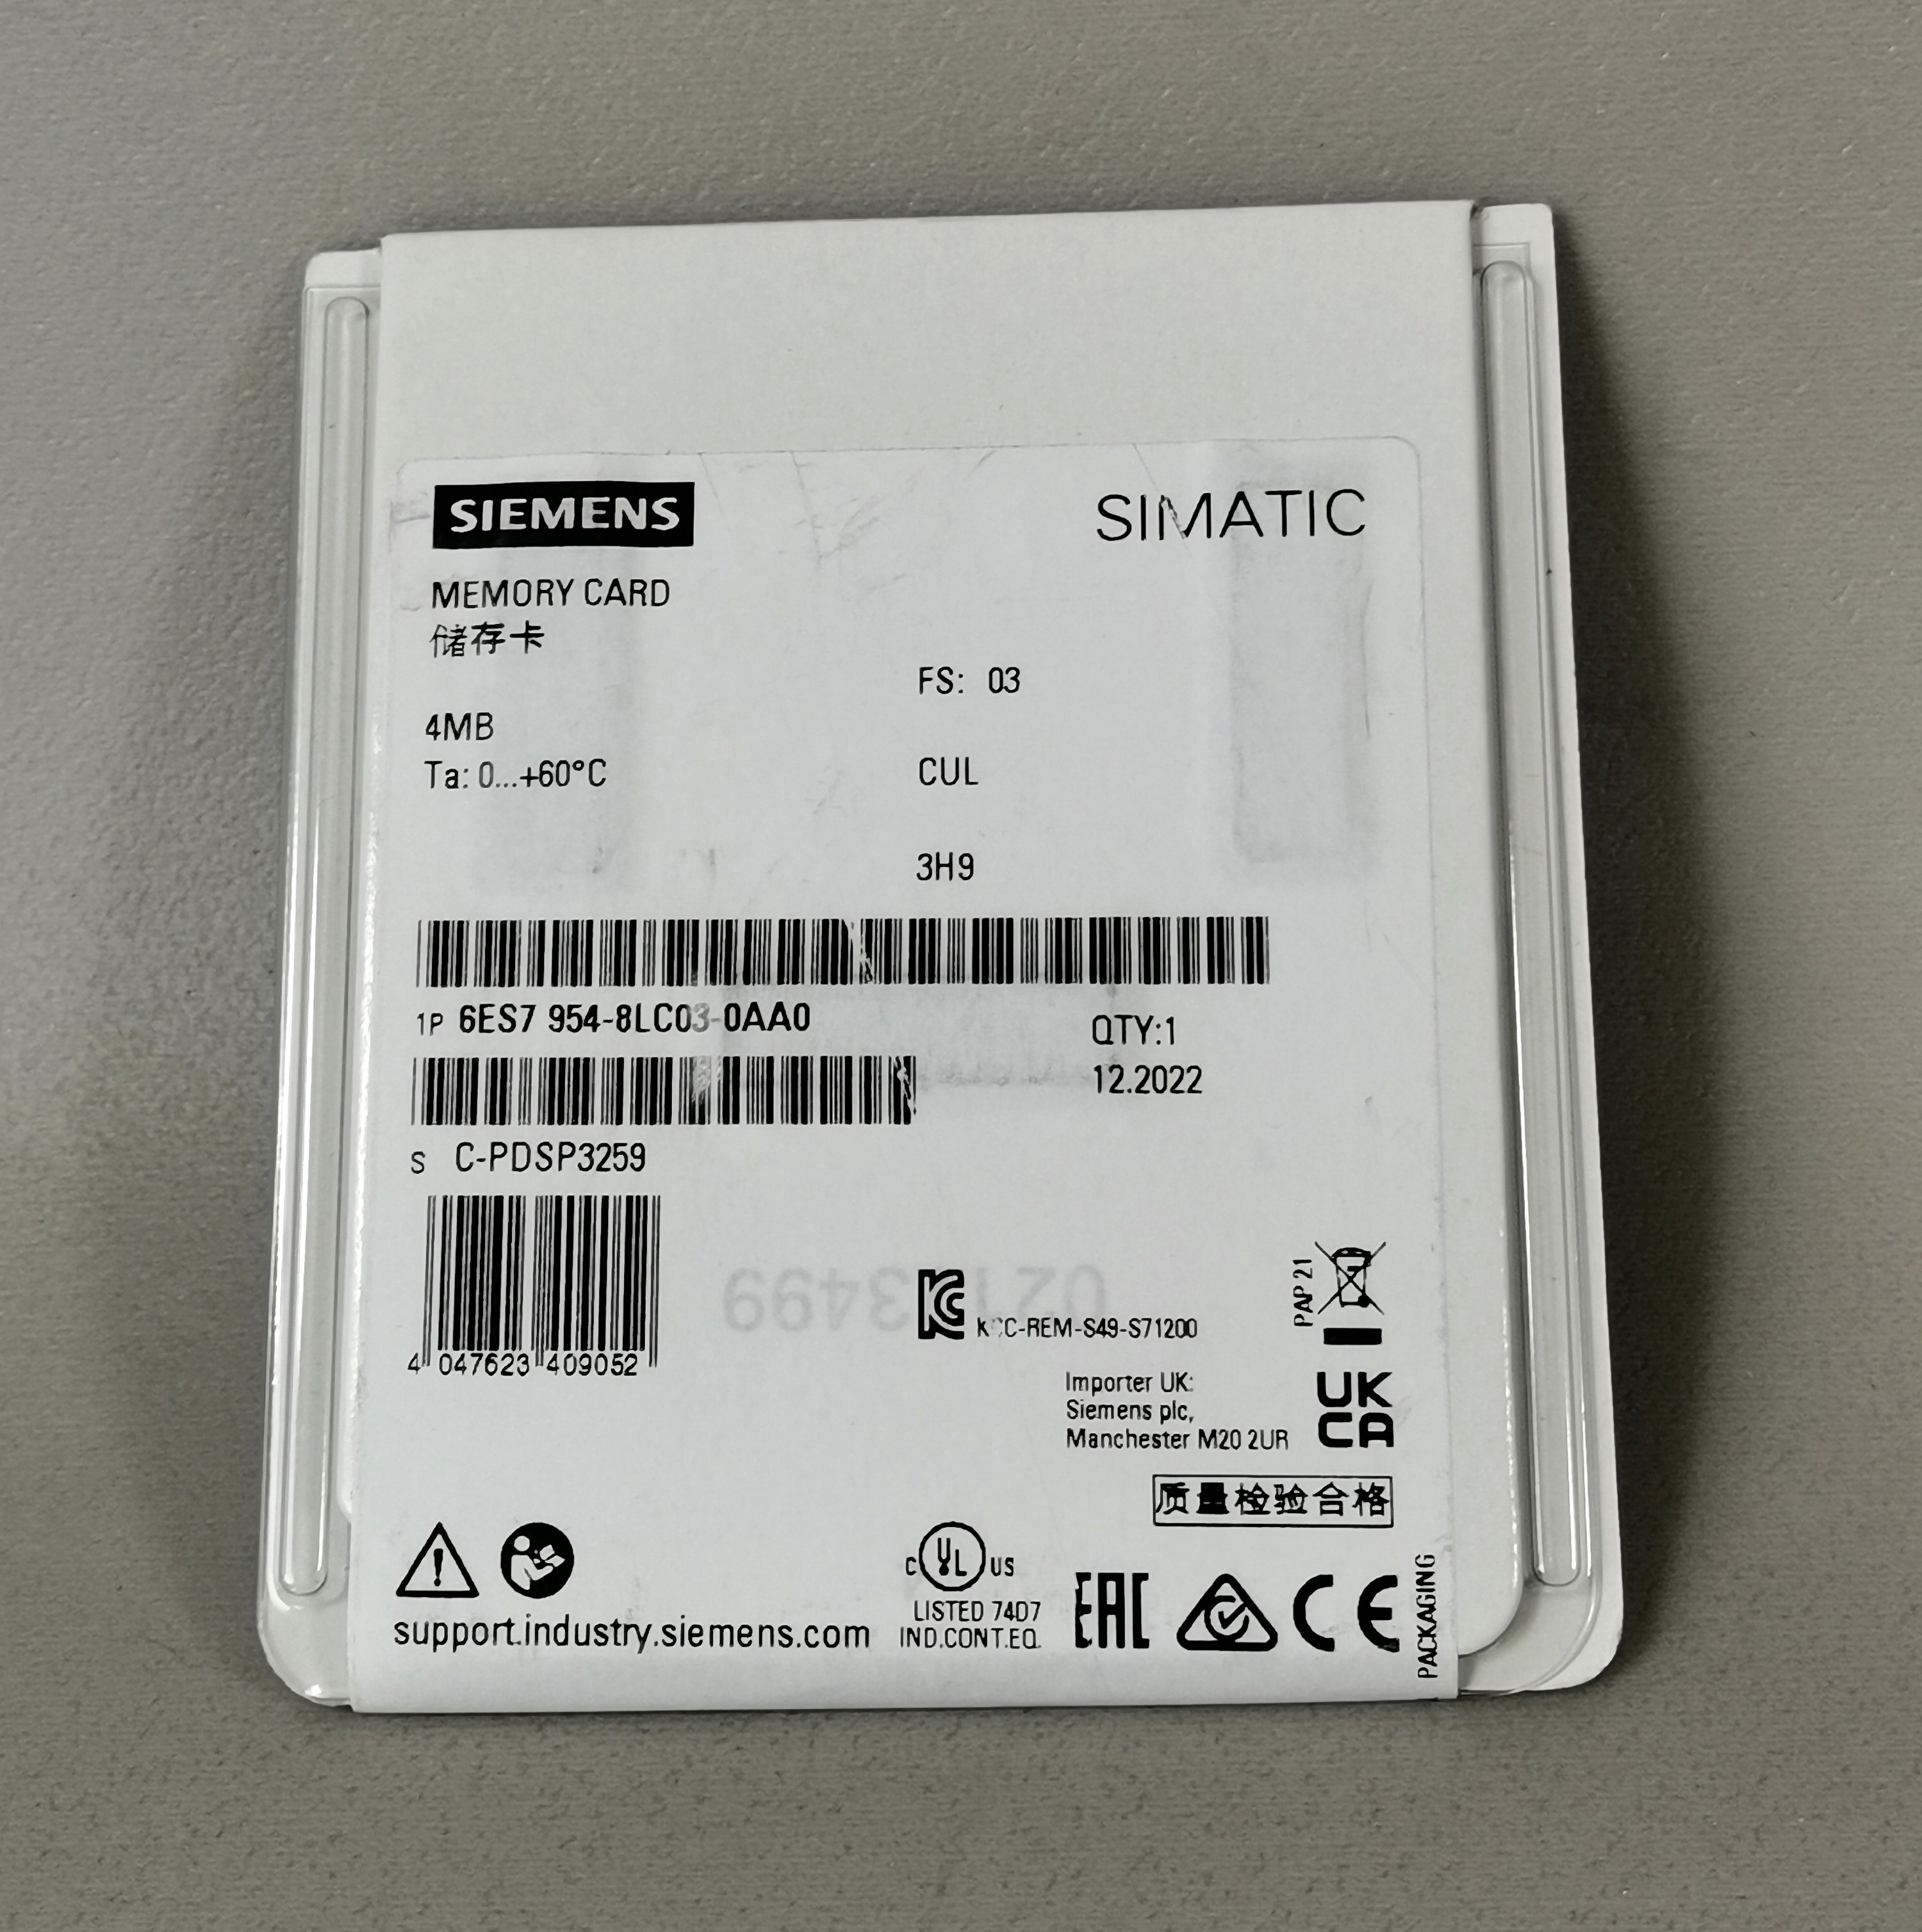 SIEMENS
SIMATIC
MEMORY CARD
储存卡
FS: 03
4MB
Ta: 0...+60°C
CUL
3H9
1P 6ES7 954-8LC03-0AA0
QTY:1
12.2022
S C-PDSP3259
4 047623 409052
KCC-REM-S49-S71200
PAP 21
Importer UK:
Siemens plc,
Manchester M20 2UR
UK
CA
质量检验合格
C UL US
LISTED 74D7
IND.CONT.EQ.
EAC
CE
PACKAGING
support.industry.siemens.com